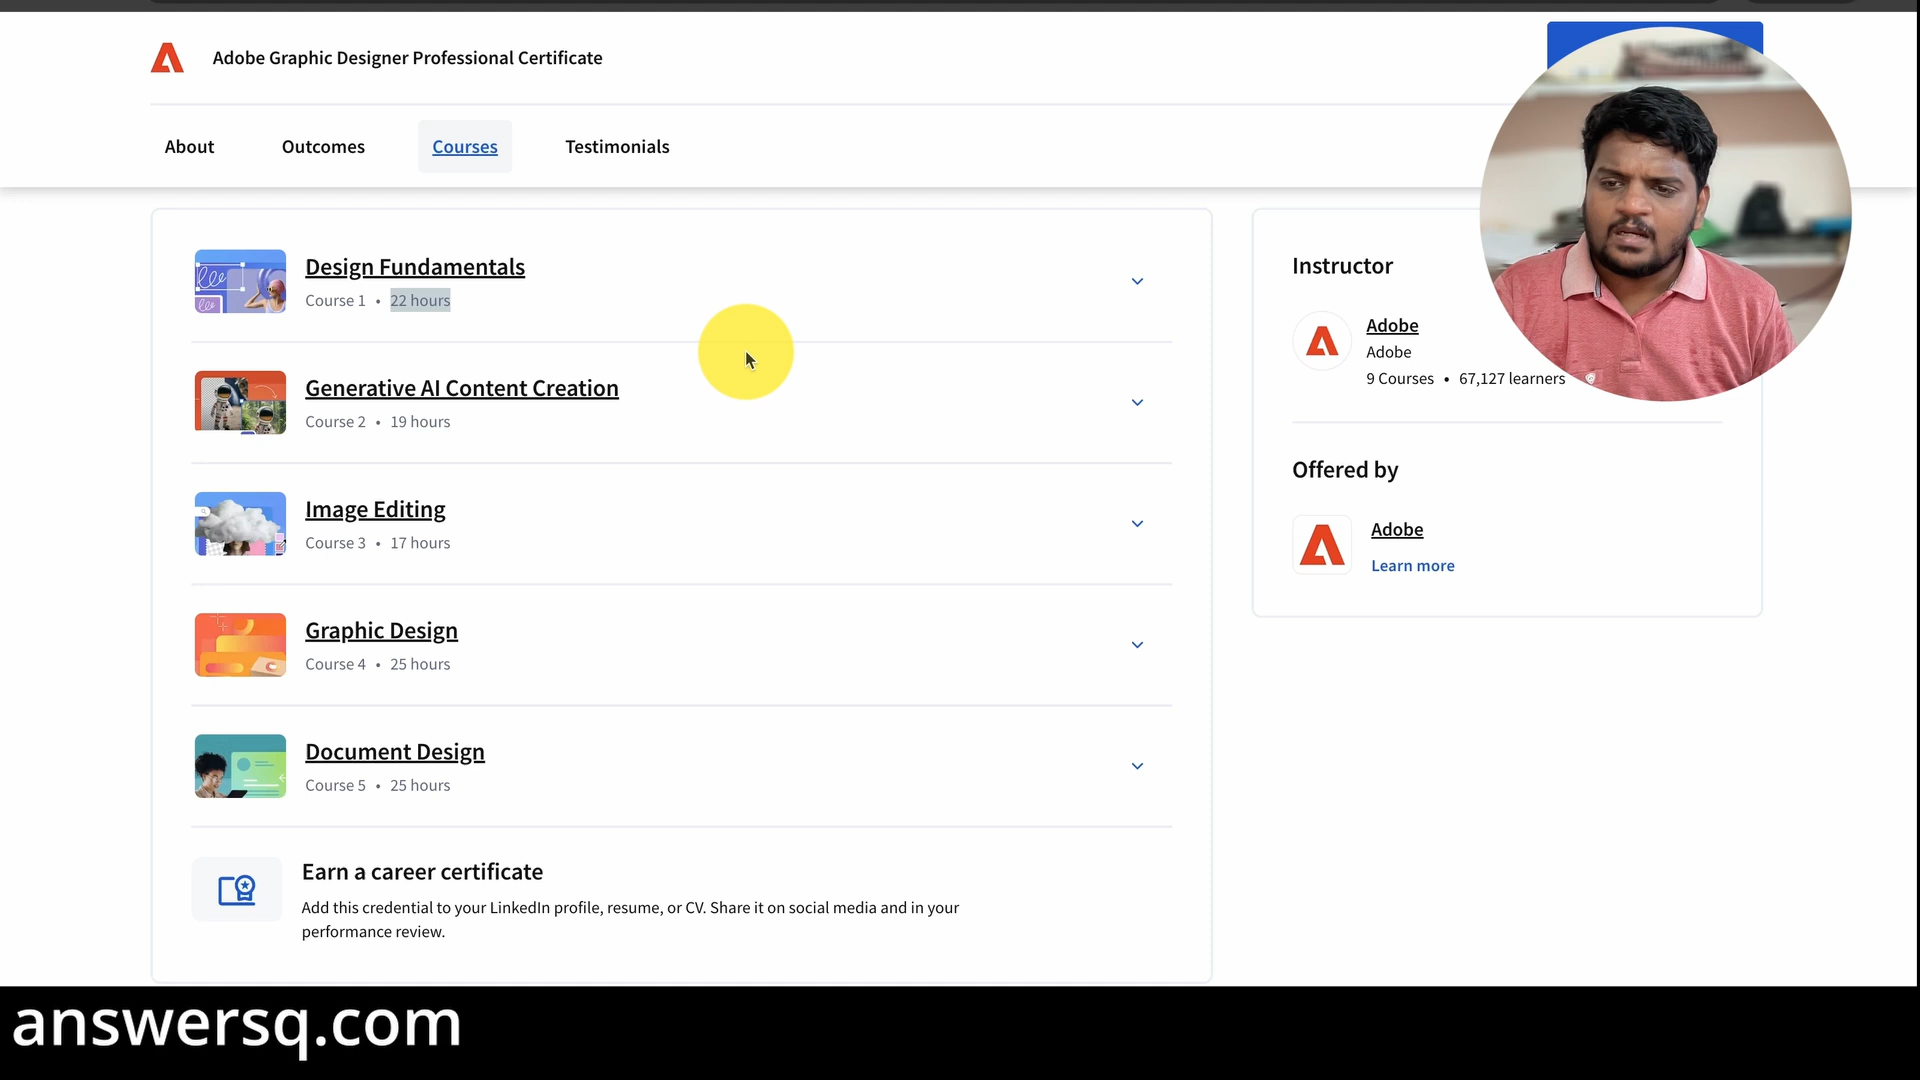 Adobe Graphic Designer Professional Certificate
About
Outcomes
Courses
Testimonials
Design Fundamentals
Course 1 • 22 hours
Generative AI Content Creation
Course 2 • 19 hours
Image Editing
Course 3 • 17 hours
Graphic Design
Course 4 • 25 hours
Document Design
Course 5 • 25 hours
Earn a career certificate
Add this credential to your LinkedIn profile, resume, or CV. Share it on social media and in your
performance review.
Instructor
Adobe
Adobe
9 Courses • 67,127 learners
Offered by
Adobe
Learn more
answersq.com